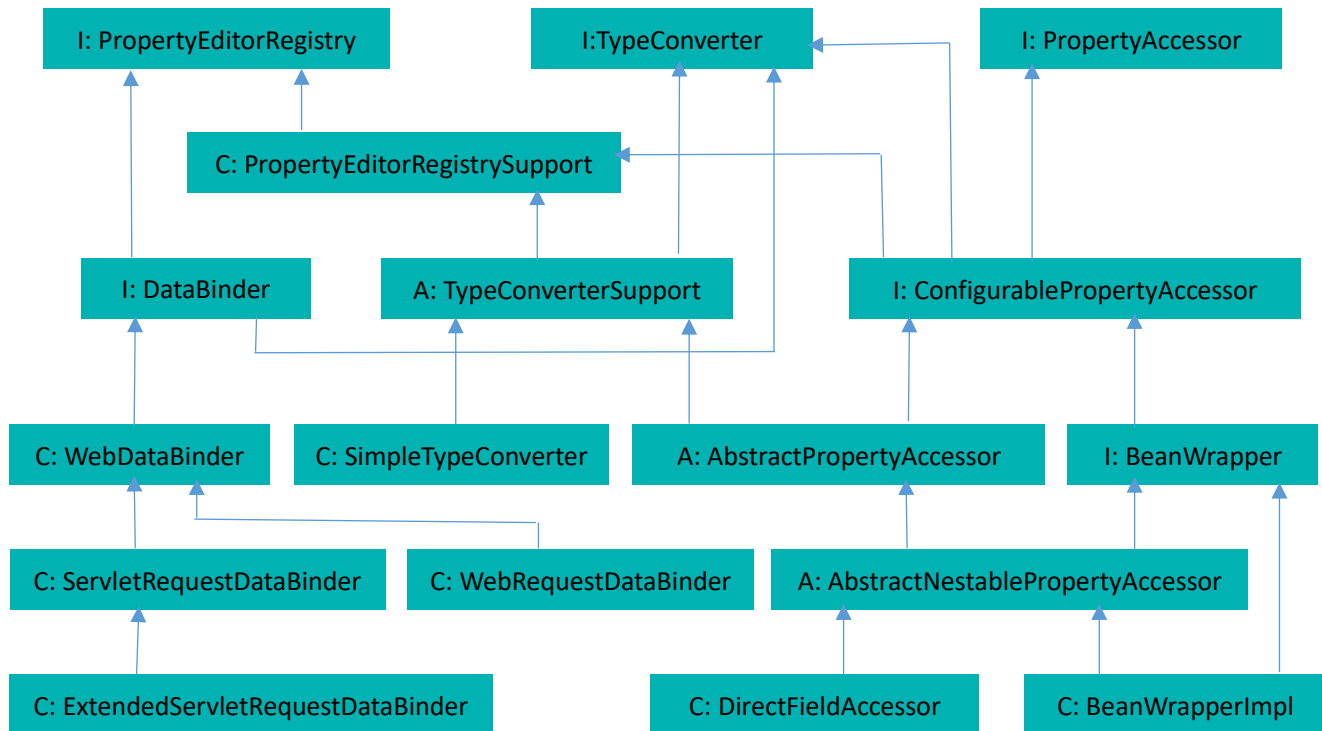 I: PropertyEditorRegistry
I:TypeConverter
I: PropertyAccessor
C: PropertyEditorRegistrySupport
I: DataBinder
A: TypeConverterSupport
I: ConfigurablePropertyAccessor
C: WebDataBinder
C: SimpleTypeConverter
A: AbstractPropertyAccessor
I: BeanWrapper
C: ServletRequestDataBinder
C: WebRequestDataBinder
A: AbstractNestablePropertyAccessor
C: ExtendedServletRequestDataBinder
C: DirectFieldAccessor
C: BeanWrapperImpl